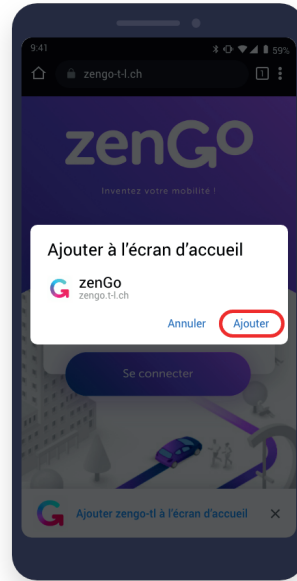 9:41
59%
zengo-t-l.ch
1
zenGo
Inventez votre mobilité !
Ajouter à l'écran d'accueil
zenGo
zengo.t-l.ch
Annuler
Ajouter
Se connecter
Ajouter zengo-tl à l'écran d'accueil